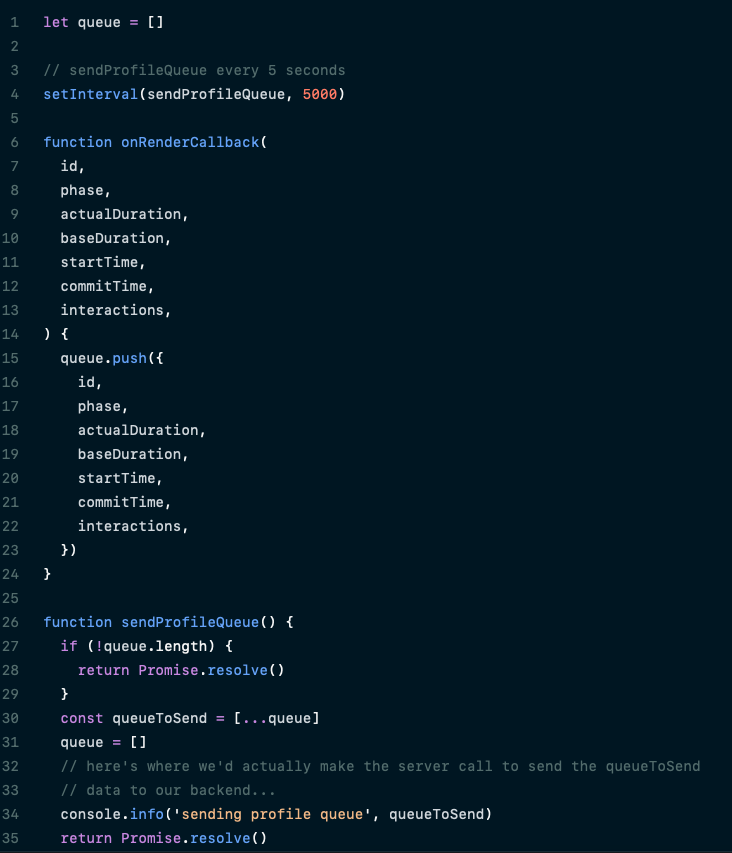 1 let queue = []
2
3 // sendProfileQueue every 5 seconds
4 setInterval(sendProfileQueue, 5000)
5
6 function onRenderCallback(
7   id,
8   phase,
9   actualDuration,
10   baseDuration,
11   startTime,
12   commitTime,
13   interactions,
14 ) {
15   queue.push({
16     id,
17     phase,
18     actualDuration,
19     baseDuration,
20     startTime,
21     commitTime,
22     interactions,
23   })
24 }
25
26 function sendProfileQueue() {
27   if (!queue.length) {
28     return Promise.resolve()
29   }
30   const queueToSend = [...queue]
31   queue = []
32   // here's where we'd actually make the server call to send the queueToSend
33   // data to our backend...
34   console.info('sending profile queue', queueToSend)
35   return Promise.resolve()